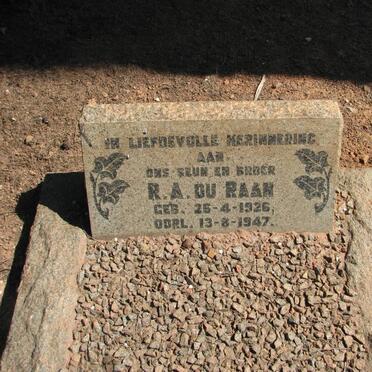 IN LIEFDEVOLLE HERINNERING
AAN
ONS SEUN EN BROER
R.A. DU RAAN
GEB. 25-4-1926,
OORL. 13-8-1947.